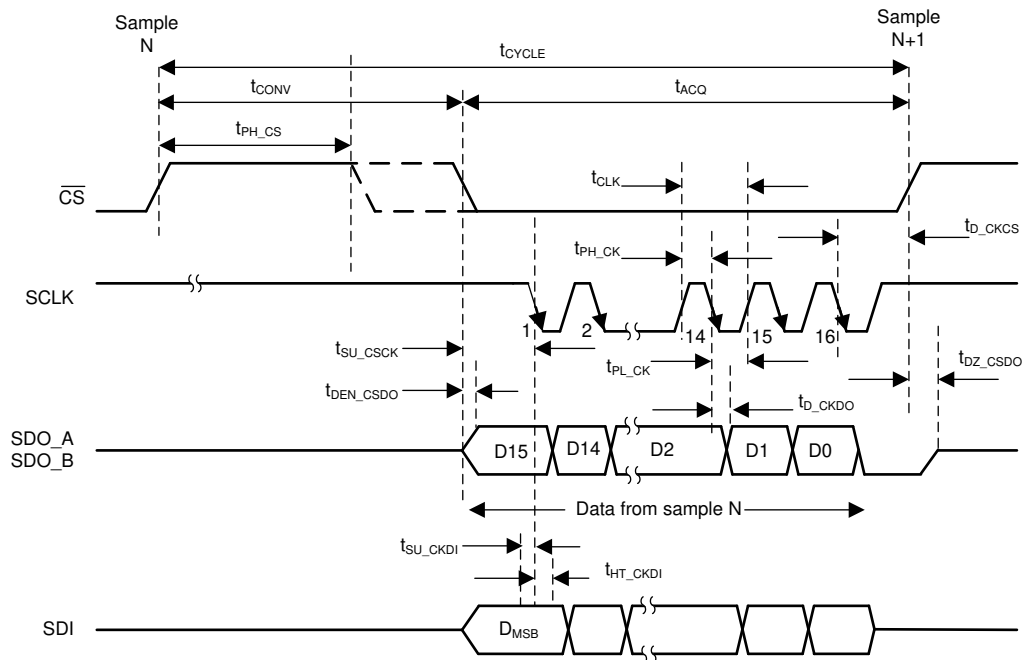 Sample
N
Sample
N+1
tCYCLE
tCONV
tACQ
tPH_CS
CS
tCLK
tD_CKCS
tPH_CK
SCLK
1
2
14
15
16
tSU_CSCK
tPL_CK
tDZ_CSDO
tDEN_CSDO
tD_CKDO
SDO_A
SDO_B
D15
D14
D2
D1
D0
Data from sample N
tSU_CKDI
tHT_CKDI
SDI
DMSB